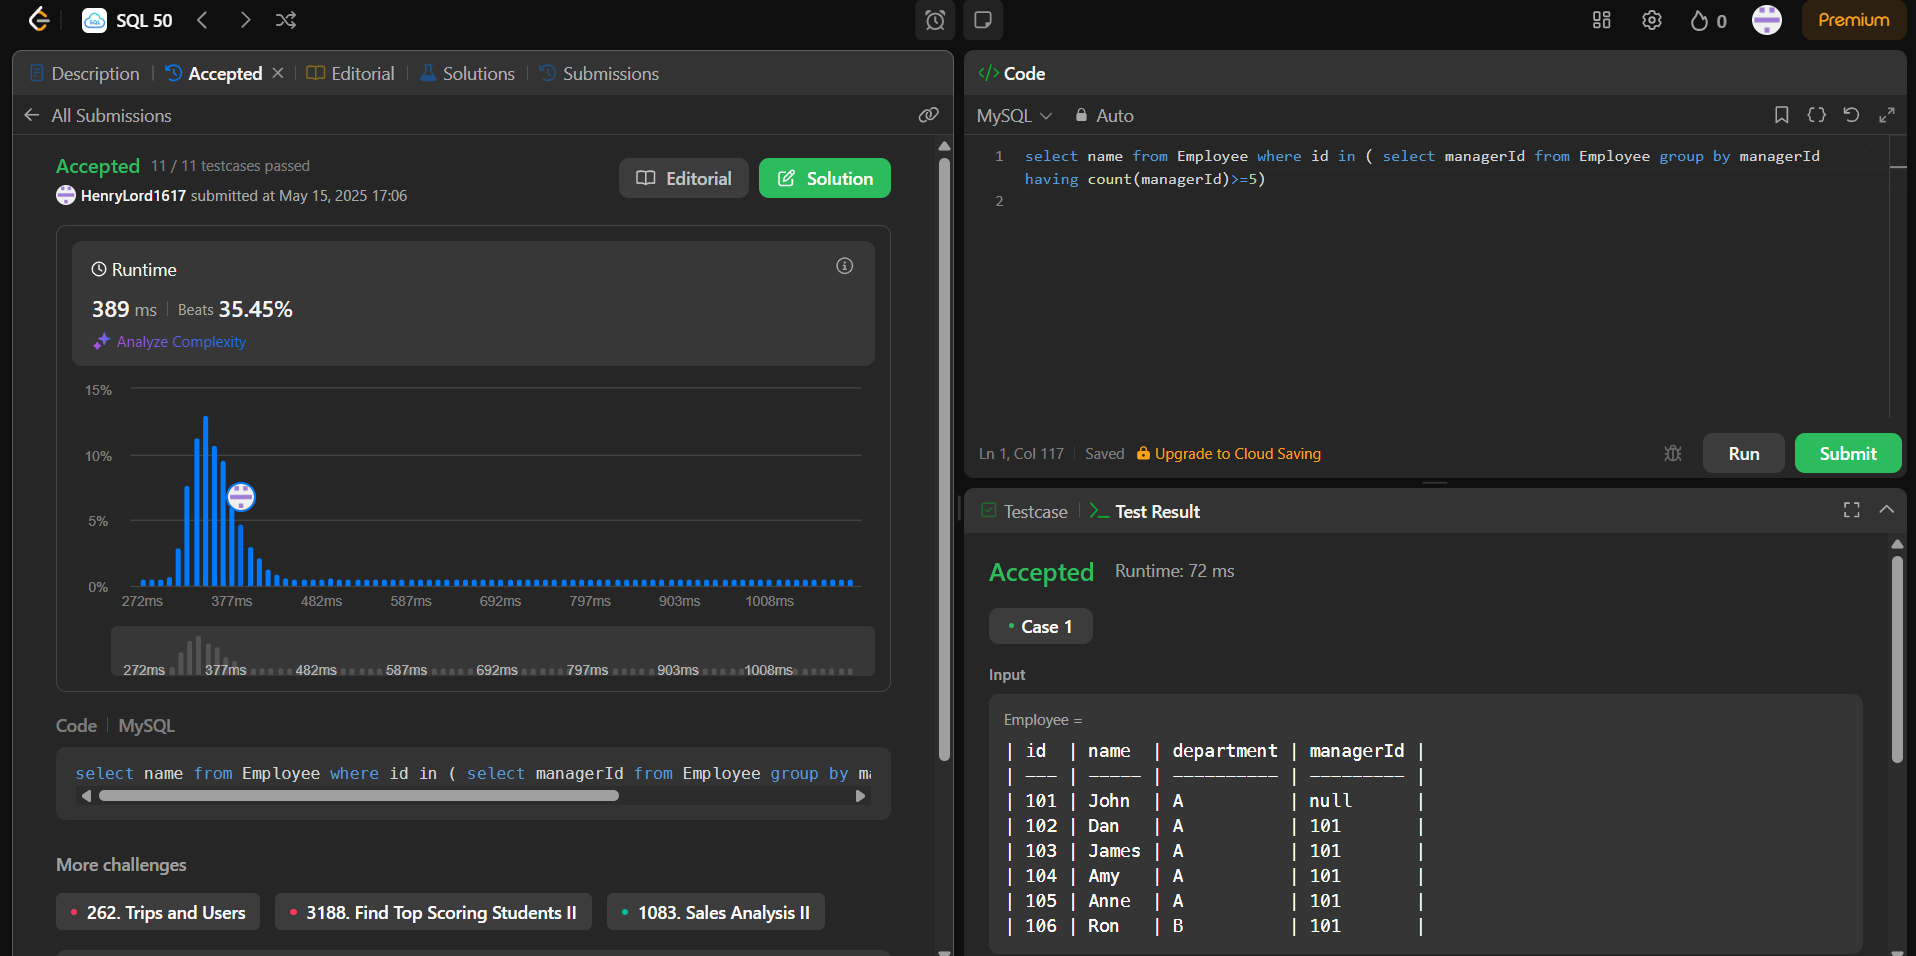 SQL 50
0
Premium
Description
Accepted
Editorial
Solutions
Submissions
All Submissions
Accepted 11 / 11 testcases passed
HenryLord1617 submitted at May 15, 2025 17:06
Editorial
Solution
Runtime
389 ms
Beats 35.45%
Analyze Complexity
15%
10%
5%
0%
272ms 377ms 482ms 587ms 692ms 797ms 903ms 1008ms
272ms 377ms 482ms 587ms 692ms 797ms 903ms 1008ms
Code MySQL
select name from Employee where id in ( select managerId from Employee group by
More challenges
262. Trips and Users
3188. Find Top Scoring Students II
1083. Sales Analysis II
</> Code
MySQL
Auto
1 select name from Employee where id in ( select managerId from Employee group by managerId
having count(managerId)>=5)
2
Ln 1, Col 117
Saved
Upgrade to Cloud Saving
Run
Submit
Testcase
>_ Test Result
Accepted Runtime: 72 ms
Case 1
Input
Employee =
| id | name | department | managerId |
| --- | ----- | ---------- | --------- |
| 101 | John | A | null |
| 102 | Dan | A | 101 |
| 103 | James | A | 101 |
| 104 | Amy | A | 101 |
| 105 | Anne | A | 101 |
| 106 | Ron | B | 101 |